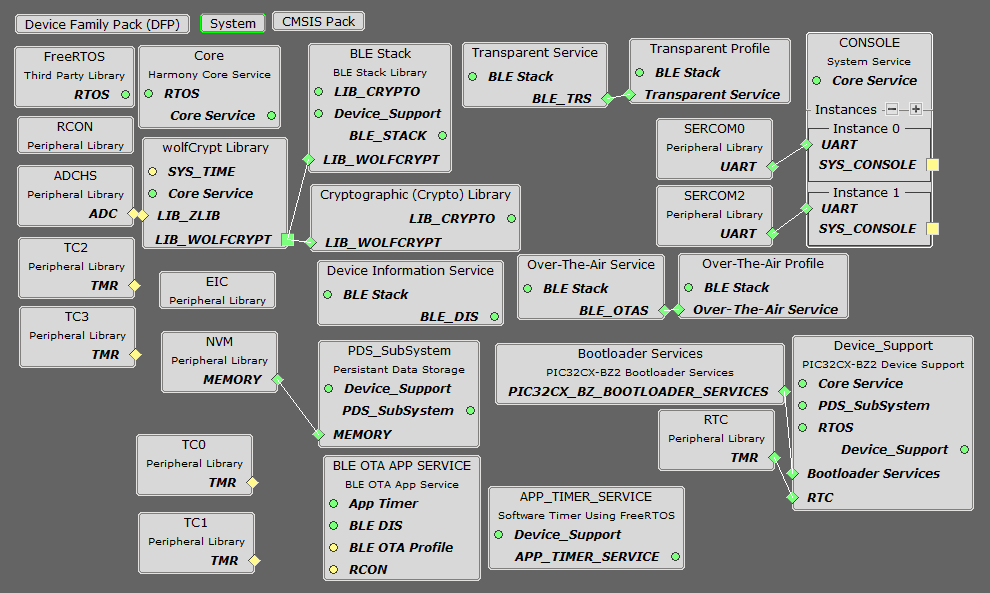 Device Family Pack (DFP)
System
CMSIS Pack
FreeRTOS
Third Party Library
RTOS
Core
Harmony Core Service
RTOS
Core Service
BLE Stack
BLE Stack Library
LIB_CRYPTO
Device_Support
BLE_STACK
LIB_WOLFCRYPT
Transparent Service
BLE Stack
BLE_TRS
Transparent Profile
BLE Stack
Transparent Service
CONSOLE
System Service
Core Service
Instances
Instance 0
UART
SYS_CONSOLE
Instance 1
UART
SYS_CONSOLE
RCON
Peripheral Library
wolfCrypt Library
SYS_TIME
Core Service
LIB_ZLIB
LIB_WOLFCRYPT
SERCOM0
Peripheral Library
UART
ADCHS
Peripheral Library
ADC
Cryptographic (Crypto) Library
LIB_CRYPTO
LIB_WOLFCRYPT
SERCOM2
Peripheral Library
UART
TC2
Peripheral Library
TMR
EIC
Peripheral Library
Device Information Service
BLE Stack
BLE_DIS
Over-The-Air Service
BLE Stack
BLE_OTAS
Over-The-Air Profile
BLE Stack
Over-The-Air Service
TC3
Peripheral Library
TMR
NVM
Peripheral Library
MEMORY
PDS_SubSystem
Persistant Data Storage
Device_Support
PDS_SubSystem
MEMORY
Bootloader Services
PIC32CX-BZ2 Bootloader Services
PIC32CX_BZ_BOOTLOADER_SERVICES
Device_Support
PIC32CX-BZ2 Device Support
Core Service
PDS_SubSystem
RTOS
Device_Support
Bootloader Services
RTC
RTC
Peripheral Library
TMR
TC0
Peripheral Library
TMR
BLE OTA APP SERVICE
BLE OTA App Service
App Timer
BLE DIS
BLE OTA Profile
RCON
APP_TIMER_SERVICE
Software Timer Using FreeRTOS
Device_Support
APP_TIMER_SERVICE
TC1
Peripheral Library
TMR